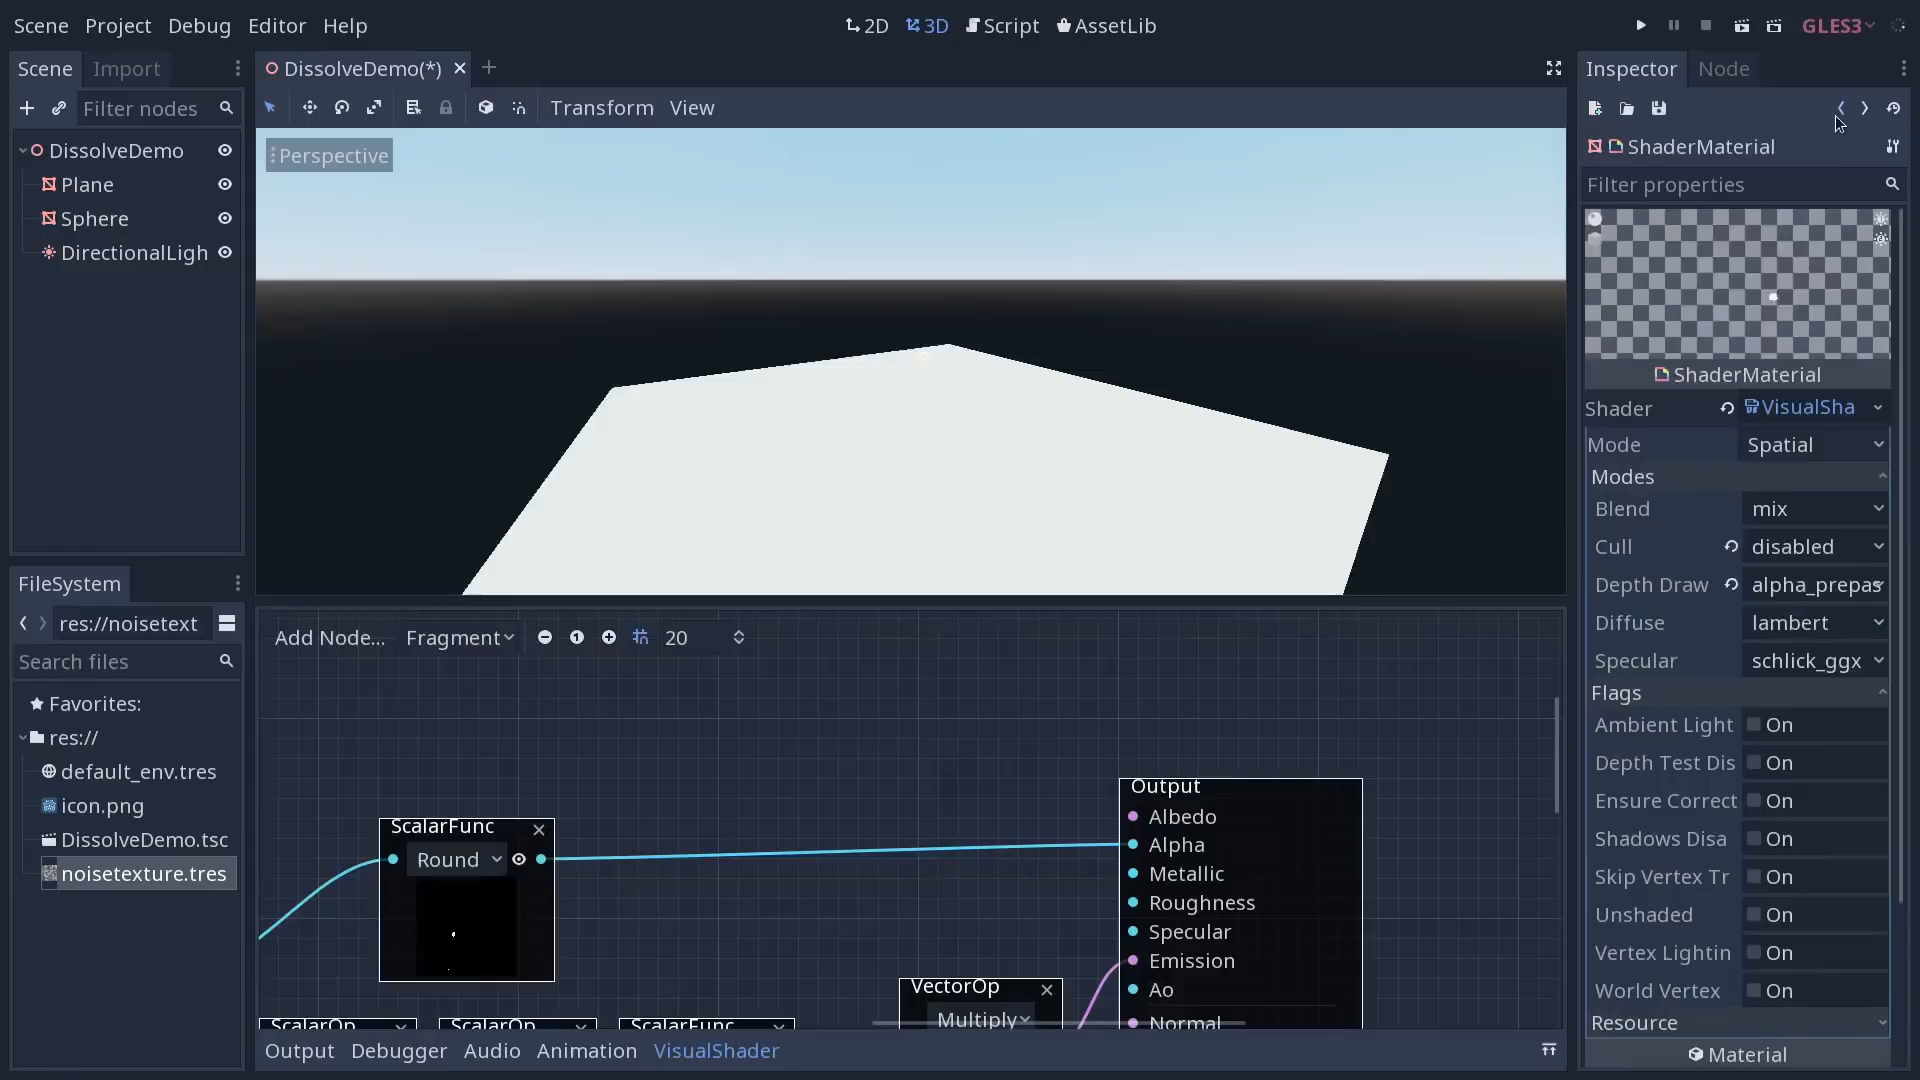 Scene Project Debug Editor Help
2D 3D Script AssetLib
GLES3
Scene Import
Filter nodes
DissolveDemo
Plane
Sphere
DirectionalLigh
FileSystem
res://noisetext
Search files
Favorites:
res://
default_env.tres
icon.png
DissolveDemo.tsc
noisetexture.tres
DissolveDemo(*)
Transform View
Perspective
Add Node... Fragment 20
ScalarFunc
Round
Output
Albedo
Alpha
Metallic
Roughness
Specular
Emission
Ao
Normal
VectorOp
Multiply
ScalarOp ScalarOp ScalarFunc
Output Debugger Audio Animation VisualShader
Inspector Node
ShaderMaterial
Filter properties
ShaderMaterial
Shader VisualSha
Mode Spatial
Modes
Blend mix
Cull disabled
Depth Draw alpha_prepas
Diffuse lambert
Specular schlick_ggx
Flags
Ambient Light On
Depth Test Dis On
Ensure Correct On
Shadows Disa On
Skip Vertex Tr On
Unshaded On
Vertex Lightin On
World Vertex On
Resource
Material